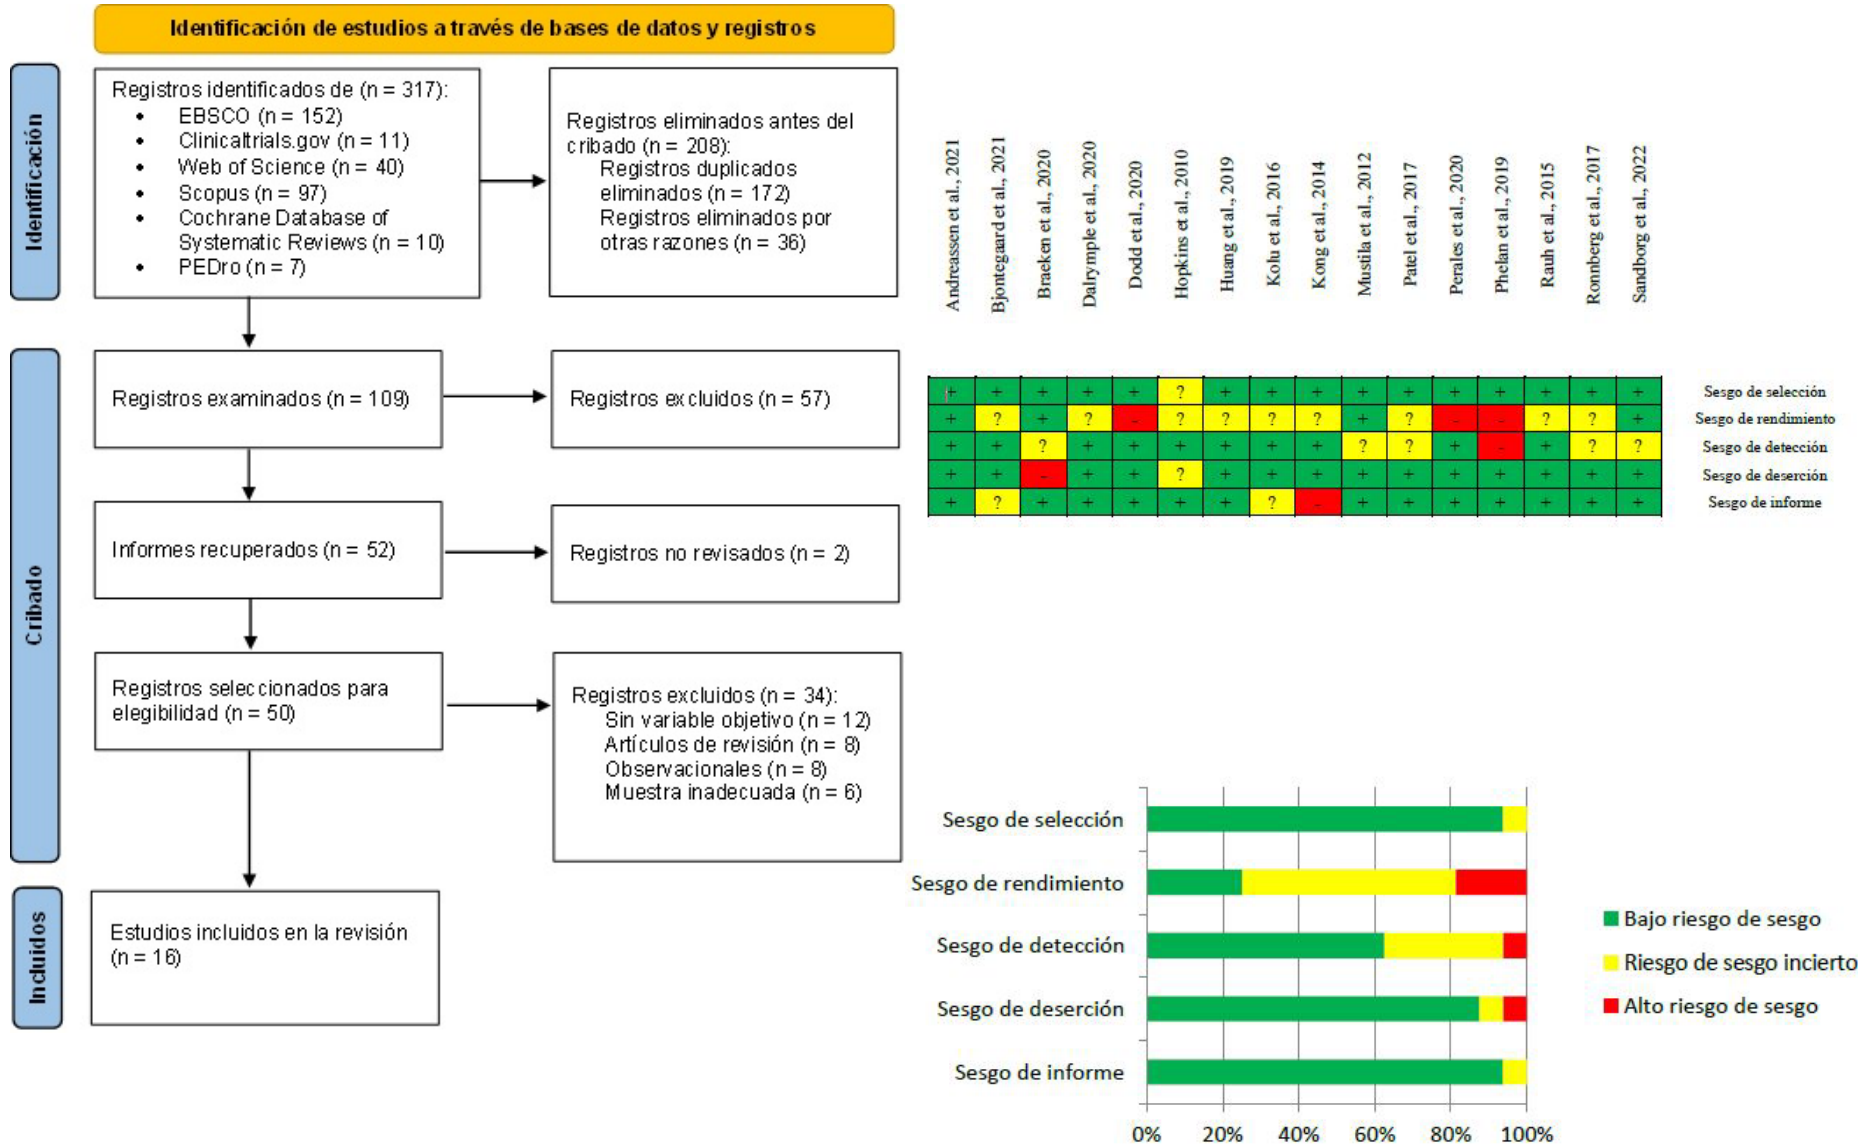 Identificación de estudios a través de bases de datos y registros
Identificación
Registros identificados de (n = 317):
• EBSCO (n = 152)
• Clinicaltrials.gov (n = 11)
• Web of Science (n = 40)
• Scopus (n = 97)
• Cochrane Database of
Systematic Reviews (n = 10)
• PEDro (n = 7)
Registros eliminados antes del
cribado (n = 208):
Registros duplicados
eliminados (n = 172)
Registros eliminados por
otras razones (n = 36)
Cribado
Registros examinados (n = 109)
Registros excluidos (n = 57)
Informes recuperados (n = 52)
Registros no revisados (n = 2)
Registros seleccionados para
elegibilidad (n = 50)
Registros excluidos (n = 34):
Sin variable objetivo (n = 12)
Artículos de revisión (n = 8)
Observacionales (n = 8)
Muestra inadecuada (n = 6)
Incluidos
Estudios incluidos en la revisión
(n = 16)
Andreassen et al., 2021
Bjontegaard et al., 2021
Braeken et al., 2020
Dalrymple et al., 2020
Dodd et al., 2020
Hopkins et al., 2010
Huang et al., 2019
Kolu et al., 2016
Kong et al., 2014
Mustila et al., 2012
Patel et al., 2017
Perales et al., 2020
Phelan et al., 2019
Rauh et al., 2015
Ronnberg et al., 2017
Sandborg et al., 2022
+ + + + + ? + + + + + + + + + + Sesgo de selección
+ ? + ? - ? ? ? ? + ? - - ? ? + Sesgo de rendimiento
+ + ? + + + + + + ? ? + - + ? ? Sesgo de detección
+ + - + + ? + + + + + + + + + + Sesgo de deserción
+ ? + + + + + ? - + + + + + + + Sesgo de informe
Sesgo de selección
Sesgo de rendimiento
Sesgo de detección
Sesgo de deserción
Sesgo de informe
0% 20% 40% 60% 80% 100%
Bajo riesgo de sesgo
Riesgo de sesgo incierto
Alto riesgo de sesgo